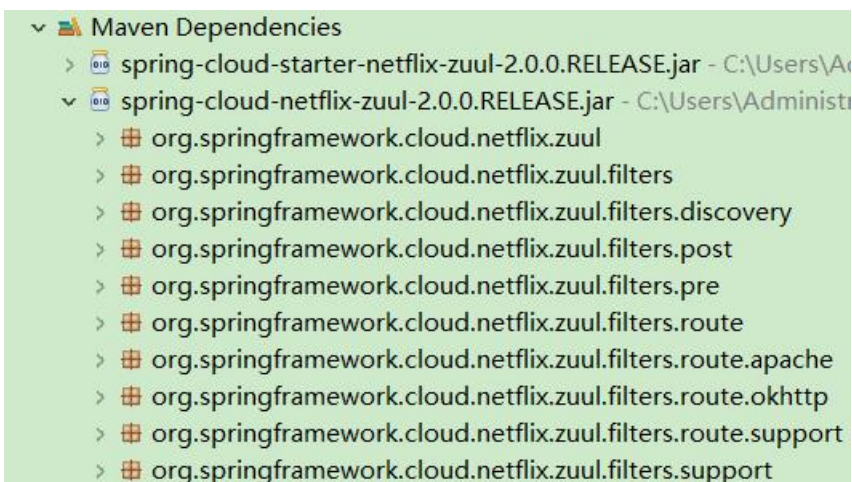 Maven Dependencies
spring-cloud-starter-netflix-zuul-2.0.0.RELEASE.jar - C:\Users\Ad
spring-cloud-netflix-zuul-2.0.0.RELEASE.jar - C:\Users\Administr
org.springframework.cloud.netflix.zuul
org.springframework.cloud.netflix.zuul.filters
org.springframework.cloud.netflix.zuul.filters.discovery
org.springframework.cloud.netflix.zuul.filters.post
org.springframework.cloud.netflix.zuul.filters.pre
org.springframework.cloud.netflix.zuul.filters.route
org.springframework.cloud.netflix.zuul.filters.route.apache
org.springframework.cloud.netflix.zuul.filters.route.okhttp
org.springframework.cloud.netflix.zuul.filters.route.support
org.springframework.cloud.netflix.zuul.filters.support